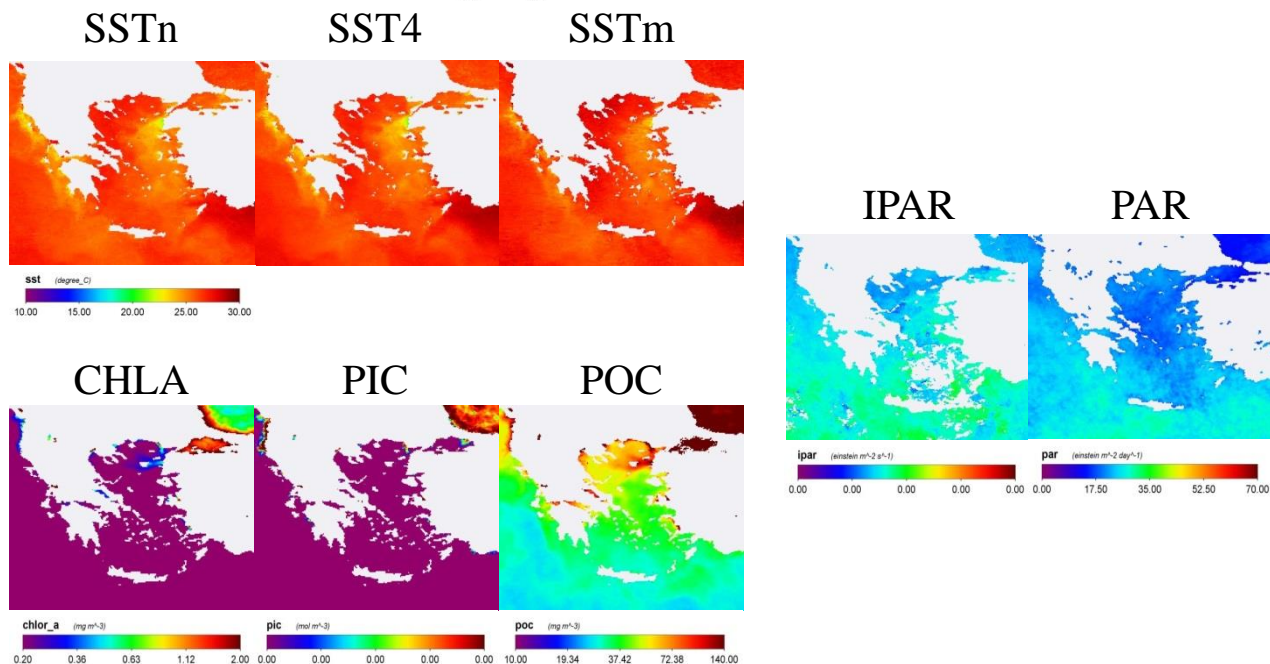 SSTn SST4 SSTm
sst (degree_C)
10.00 15.00 20.00 25.00 30.00
IPAR PAR
ipar (einstein m^-2 s^-1) par (einstein m^-2 day^-1)
0.00 0.00 0.00 0.00 0.00 0.00 17.50 35.00 52.50 70.00
CHLA PIC POC
chlor_a (mg m^-3) pic (mol m^-3) poc (mg m^-3)
0.20 0.36 0.63 1.12 2.00 0.00 0.00 0.00 0.00 0.00 10.00 19.34 37.42 72.38 140.00